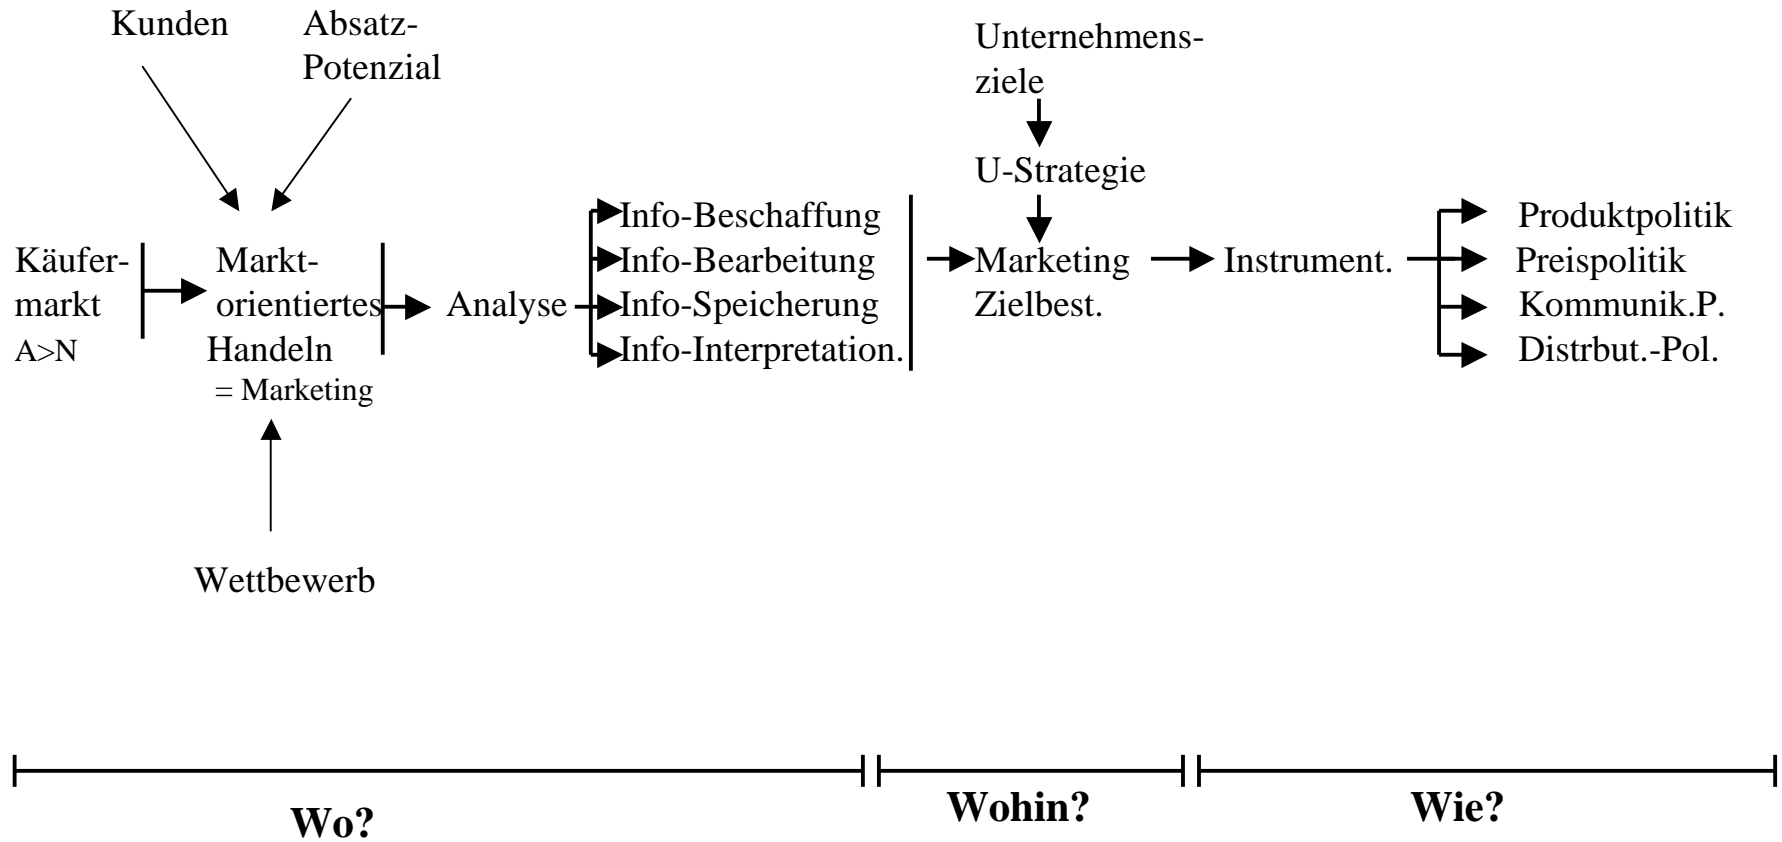 Kunden
Absatz-
Potenzial
Unternehmens-
ziele
U-Strategie
Käufer-
markt
A>N
Markt-
orientiertes
Handeln
= Marketing
Wettbewerb
Analyse
Info-Beschaffung
Info-Bearbeitung
Info-Speicherung
Info-Interpretation.
Marketing
Zielbest.
Instrument.
Produktpolitik
Preispolitik
Kommunik.P.
Distrbut.-Pol.
Wo?
Wohin?
Wie?